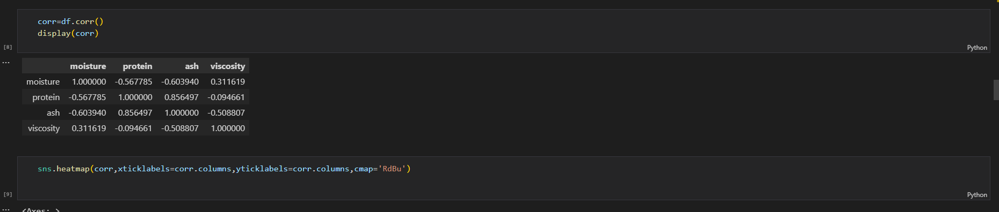 corr=df.corr()
display(corr)
[8]
Python
...
moisture protein ash viscosity
moisture 1.000000 -0.567785 -0.603940 0.311619
protein -0.567785 1.000000 0.856497 -0.094661
ash -0.603940 0.856497 1.000000 -0.508807
viscosity 0.311619 -0.094661 -0.508807 1.000000
sns.heatmap(corr,xticklabels=corr.columns,yticklabels=corr.columns,cmap='RdBu')
[9]
Python
...
<Axes: >